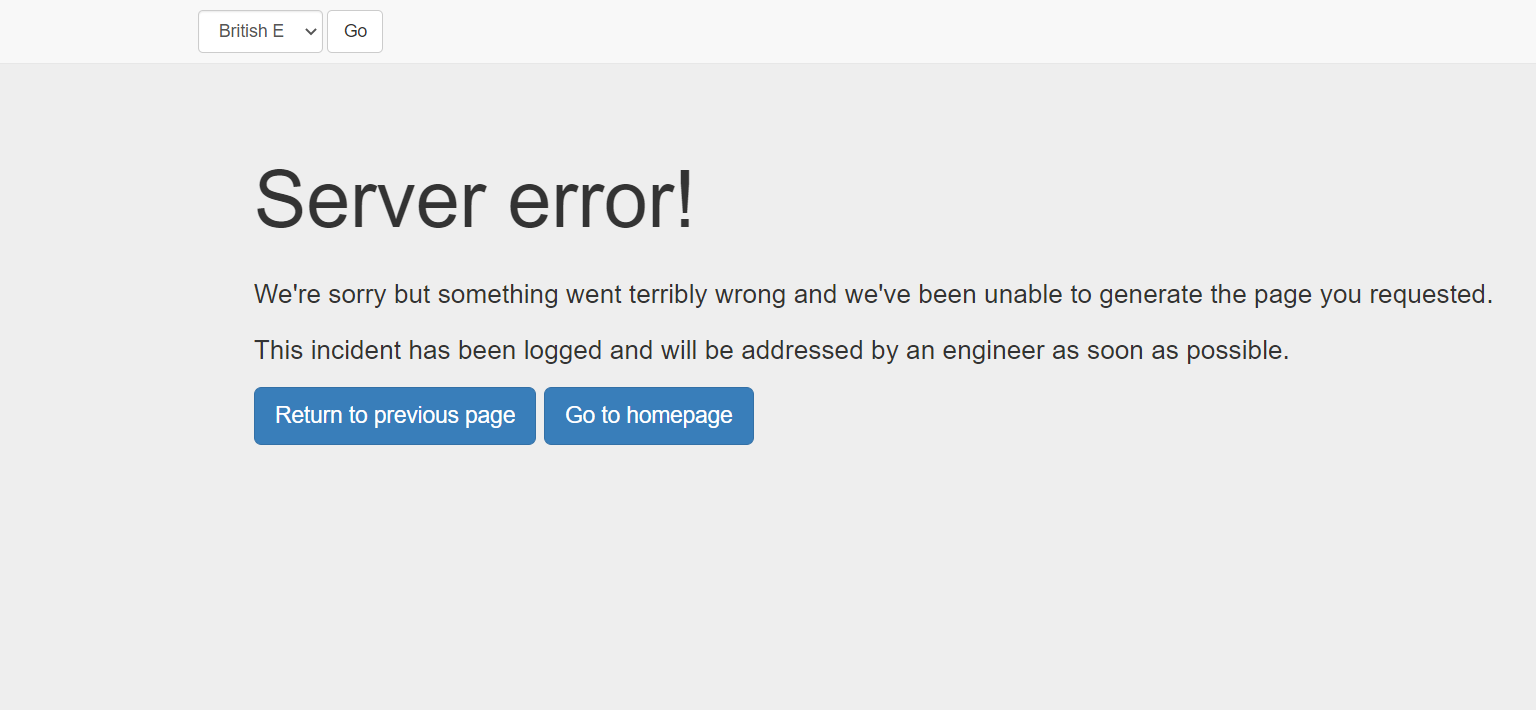 British E
Go
Server error!
We're sorry but something went terribly wrong and we've been unable to generate the page you requested.
This incident has been logged and will be addressed by an engineer as soon as possible.
Return to previous page
Go to homepage